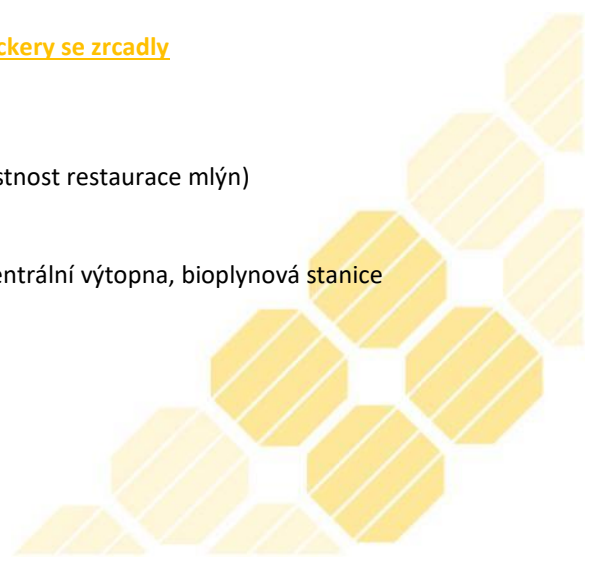 ckery se zrcadly
stnost restaurace mlýn)
entrální výtopna, bioplynová stanice